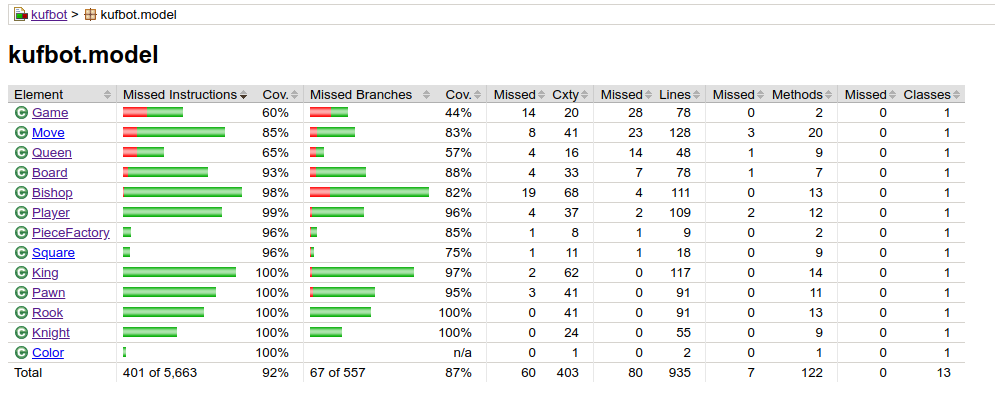 kufbot > kufbot.model
kufbot.model
Element Missed Instructions Cov. Missed Branches Cov. Missed Cxty Missed Lines Missed Methods Missed Classes
C Game 60% 44% 14 20 28 78 0 2 0 1
C Move 85% 83% 8 41 23 128 3 20 0 1
C Queen 65% 57% 4 16 14 48 1 9 0 1
C Board 93% 88% 4 33 7 78 1 7 0 1
C Bishop 98% 82% 19 68 4 111 0 13 0 1
C Player 99% 96% 4 37 2 109 2 12 0 1
C PieceFactory 96% 85% 1 8 1 9 0 2 0 1
C Square 96% 75% 1 11 1 18 0 9 0 1
C King 100% 97% 2 62 0 117 0 14 0 1
C Pawn 100% 95% 3 41 0 91 0 11 0 1
C Rook 100% 100% 0 41 0 91 0 13 0 1
C Knight 100% 100% 0 24 0 55 0 9 0 1
C Color 100% n/a 0 1 0 2 0 1 0 1
Total 401 of 5,663 92% 67 of 557 87% 60 403 80 935 7 122 0 13